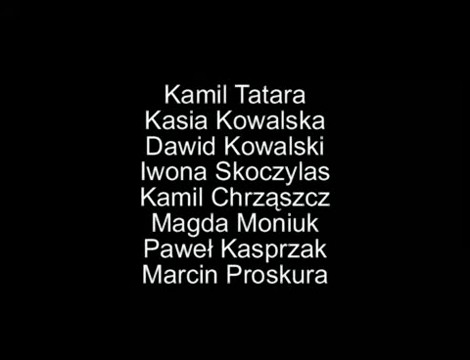 Kamil Tatara
Kasia Kowalska
Dawid Kowalski
Iwona Skoczylas
Kamil Chrząszcz
Magda Moniuk
Paweł Kasprzak
Marcin Proskura